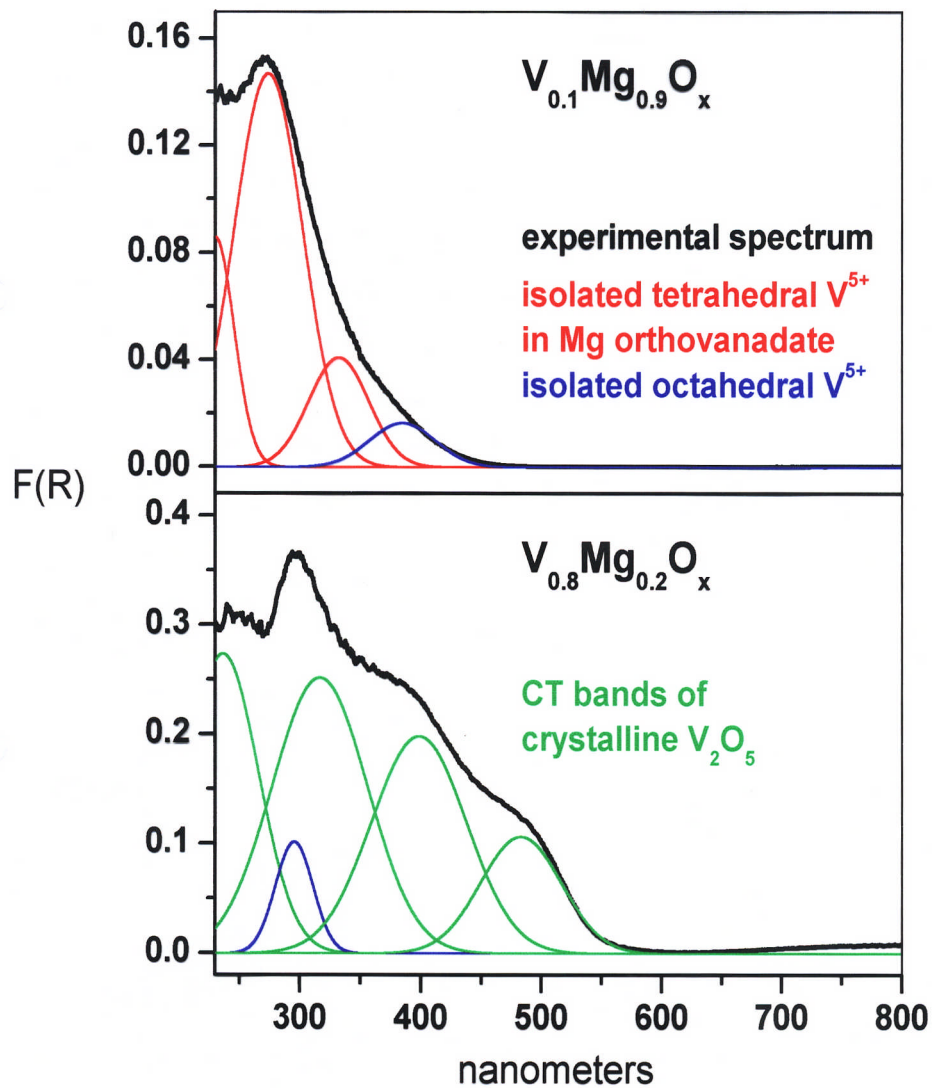 0.16
V0.1Mg0.9Ox
0.12
experimental spectrum
0.08
isolated tetrahedral V5+
in Mg orthovanadate
0.04
isolated octahedral V5+
0.00
F(R)
0.4
V0.8Mg0.2Ox
0.3
CT bands of
crystalline V2O5
0.2
0.1
0.0
300 400 500 600 700 800
nanometers